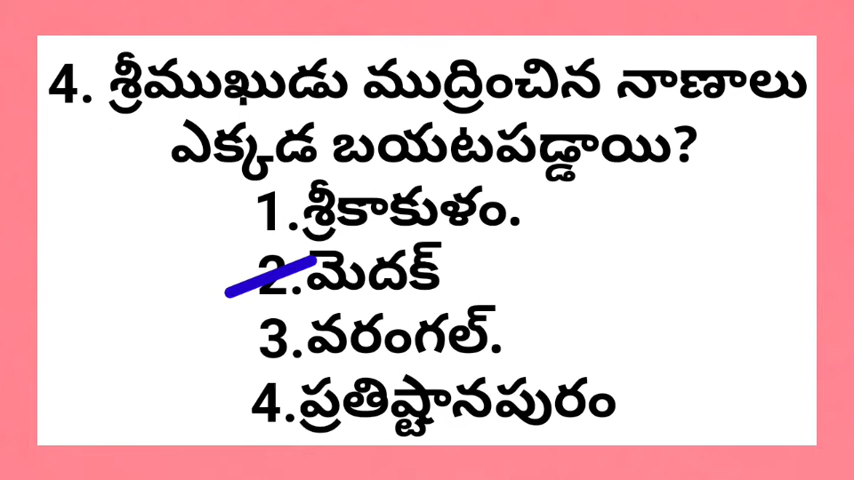 4. శ్రీముఖుడు ముద్రించిన నాణాలు
ఎక్కడ బయటపడ్డాయి?
1.శ్రీకాకుళం.
2.మెదక్
3.వరంగల్.
4.ప్రతిష్టానపురం